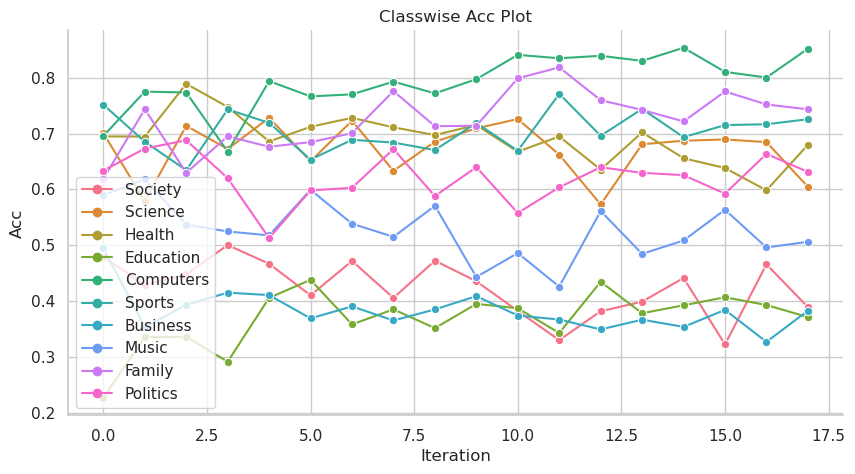 Classwise Acc Plot
Acc
0.8
0.7
0.6
0.5
0.4
0.3
0.2
Society
Science
Health
Education
Computers
Sports
Business
Music
Family
Politics
0.0 2.5 5.0 7.5 10.0 12.5 15.0 17.5
Iteration